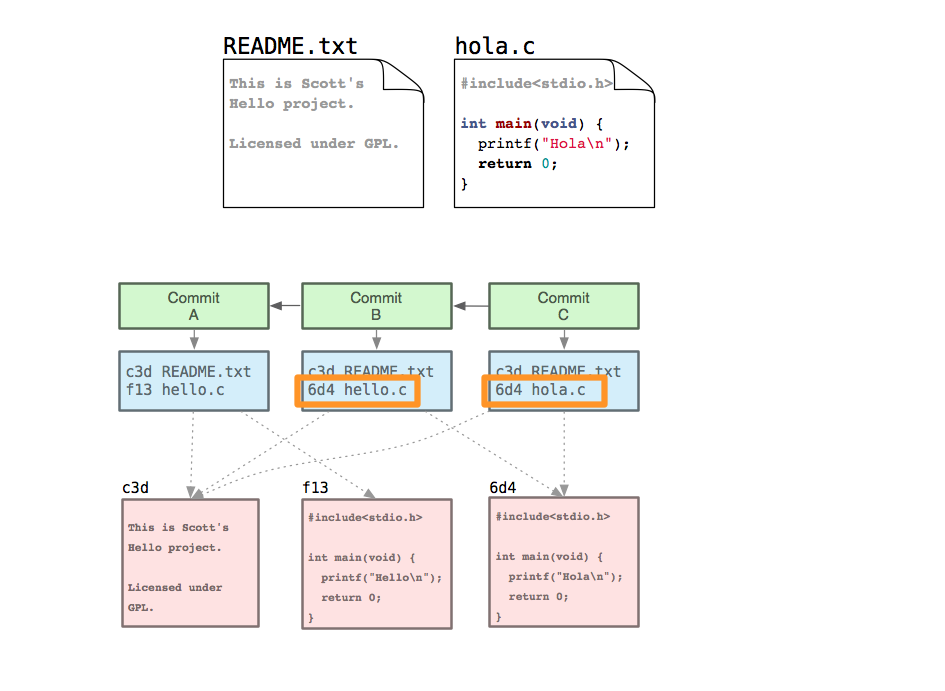 README.txt
This is Scott's
Hello project.
Licensed under GPL.
hola.c
#include<stdio.h>
int main(void) {
printf("Hola\n");
return 0;
}
Commit
A
Commit
B
Commit
C
c3d README.txt
f13 hello.c
c3d README.txt
6d4 hello.c
c3d README.txt
6d4 hola.c
c3d
This is Scott's
Hello project.
Licensed under
GPL.
f13
#include<stdio.h>
int main(void) {
printf("Hello\n");
return 0;
}
6d4
#include<stdio.h>
int main(void) {
printf("Hola\n");
return 0;
}